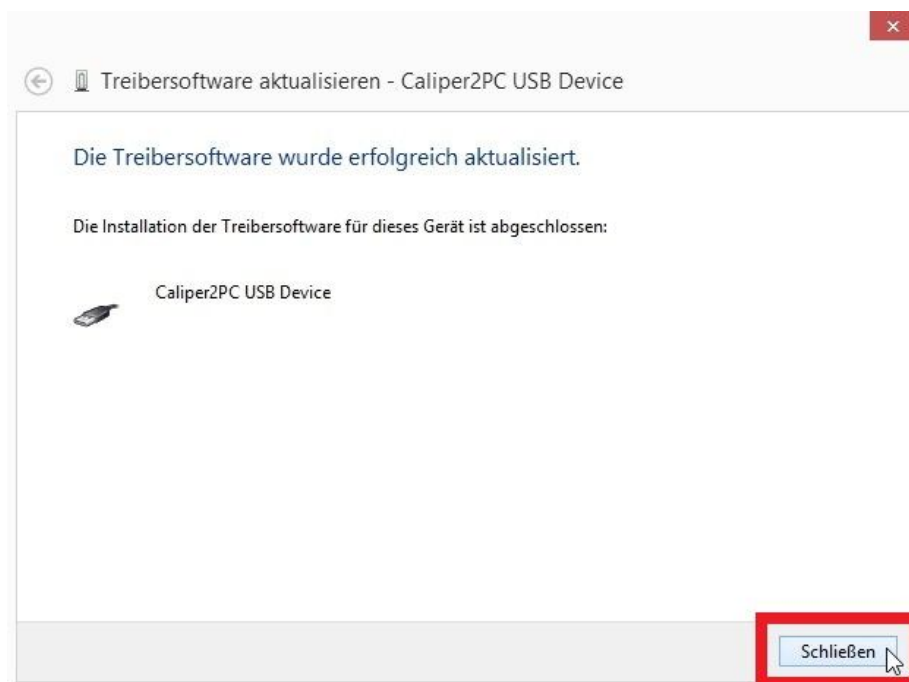 Treibersoftware aktualisieren - Caliper2PC USB Device
Die Treibersoftware wurde erfolgreich aktualisiert.
Die Installation der Treibersoftware für dieses Gerät ist abgeschlossen:
Caliper2PC USB Device
Schließen